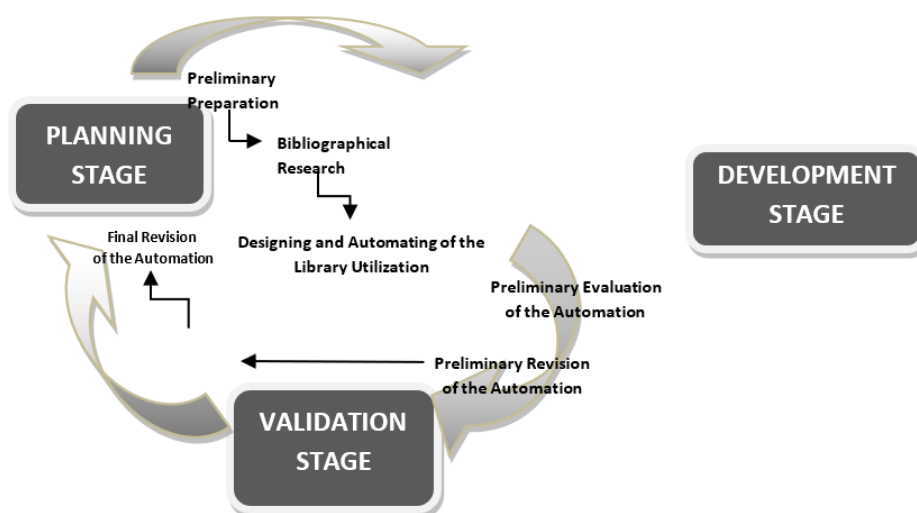 Preliminary
Preparation
PLANNING
STAGE
Bibliographical
Research
DEVELOPMENT
STAGE
Final Revision
of the Automation
Designing and Automating of the
Library Utilization
Preliminary Evaluation
of the Automation
Preliminary Revision
of the Automation
VALIDATION
STAGE